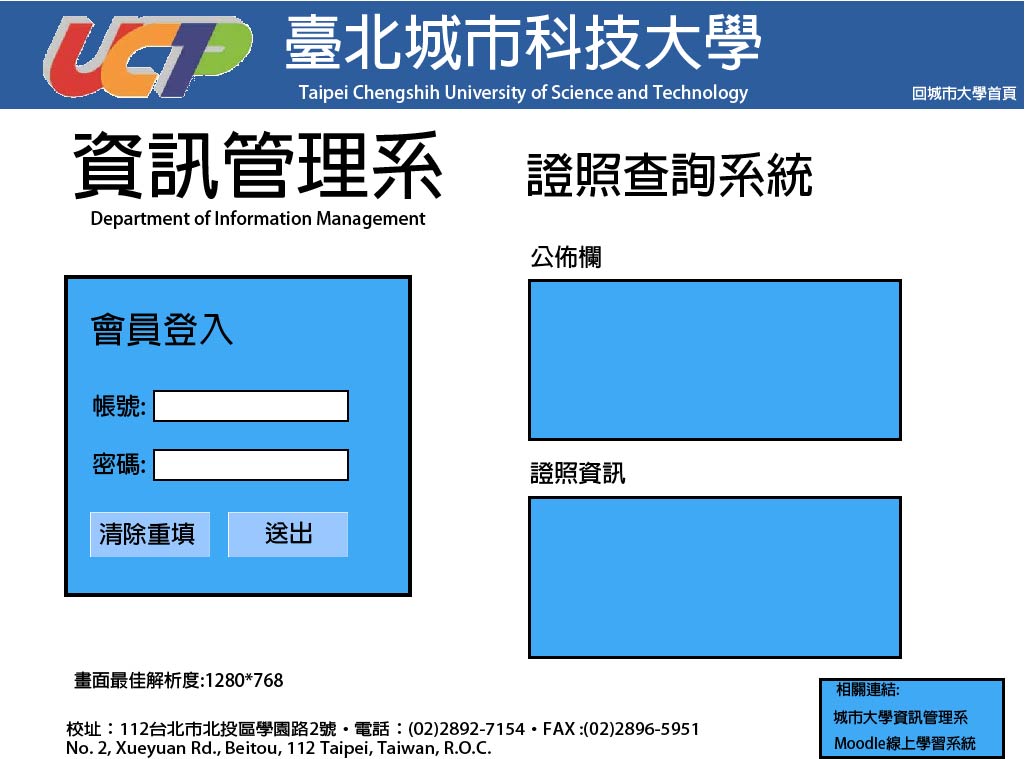 UCTP
臺北城市科技大學
Taipei Chengshih University of Science and Technology
回城市大學首頁
資訊管理系
Department of Information Management
證照查詢系統
會員登入
帳號:
密碼:
清除重填
送出
公佈欄
證照資訊
畫面最佳解析度:1280*768
校址：112台北市北投區學園路2號・電話：(02)2892-7154・FAX :(02)2896-5951
No. 2, Xueyuan Rd., Beitou, 112 Taipei, Taiwan, R.O.C.
相關連結:
城市大學資訊管理系
Moodle線上學習系統